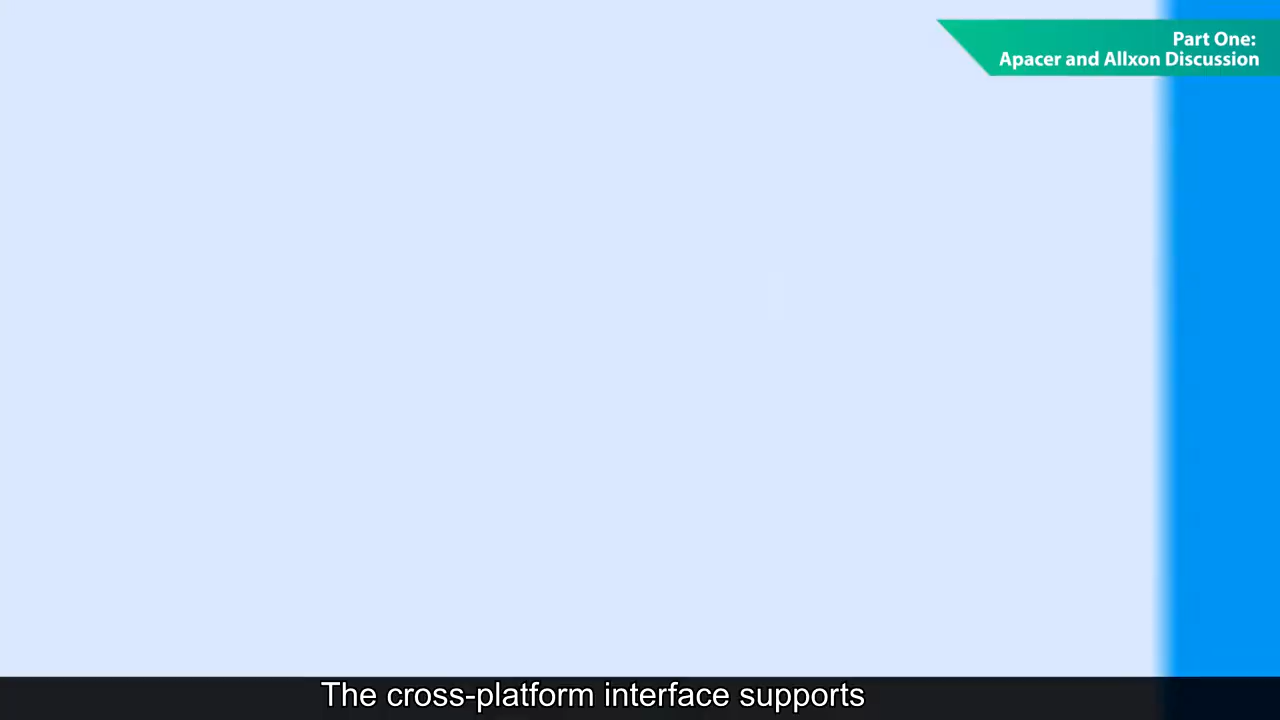 Part One:
Apacer and Allxon Discussion
The cross-platform interface supports